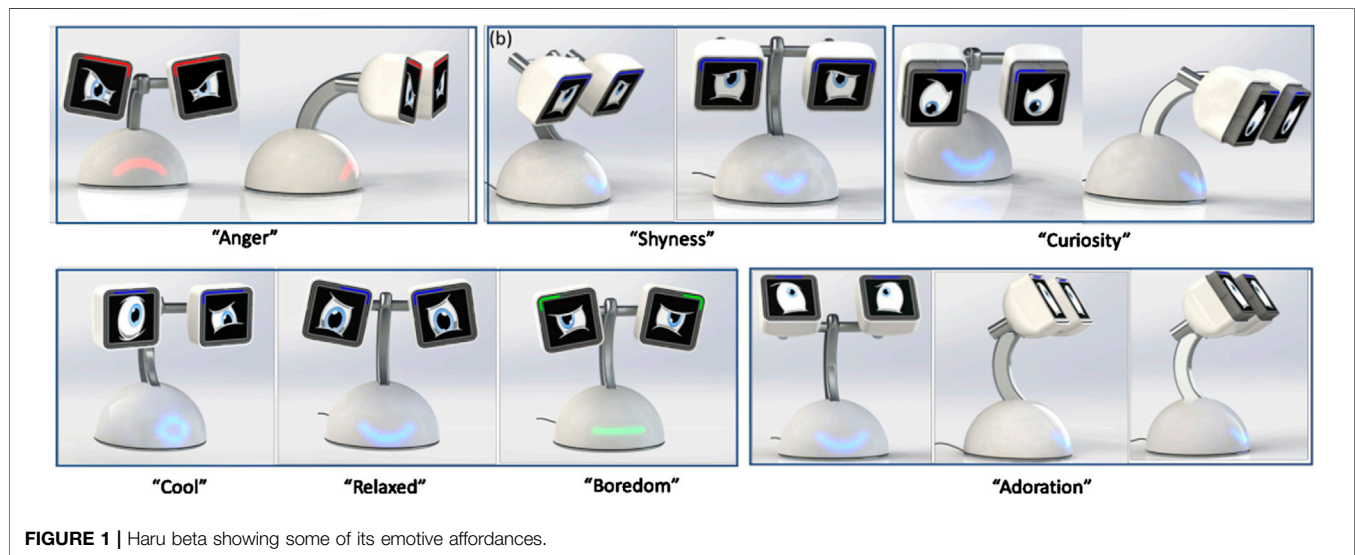 (b)
“Anger”
“Shyness”
“Curiosity”
“Cool”
“Relaxed”
“Boredom”
“Adoration”
FIGURE 1 | Haru beta showing some of its emotive affordances.